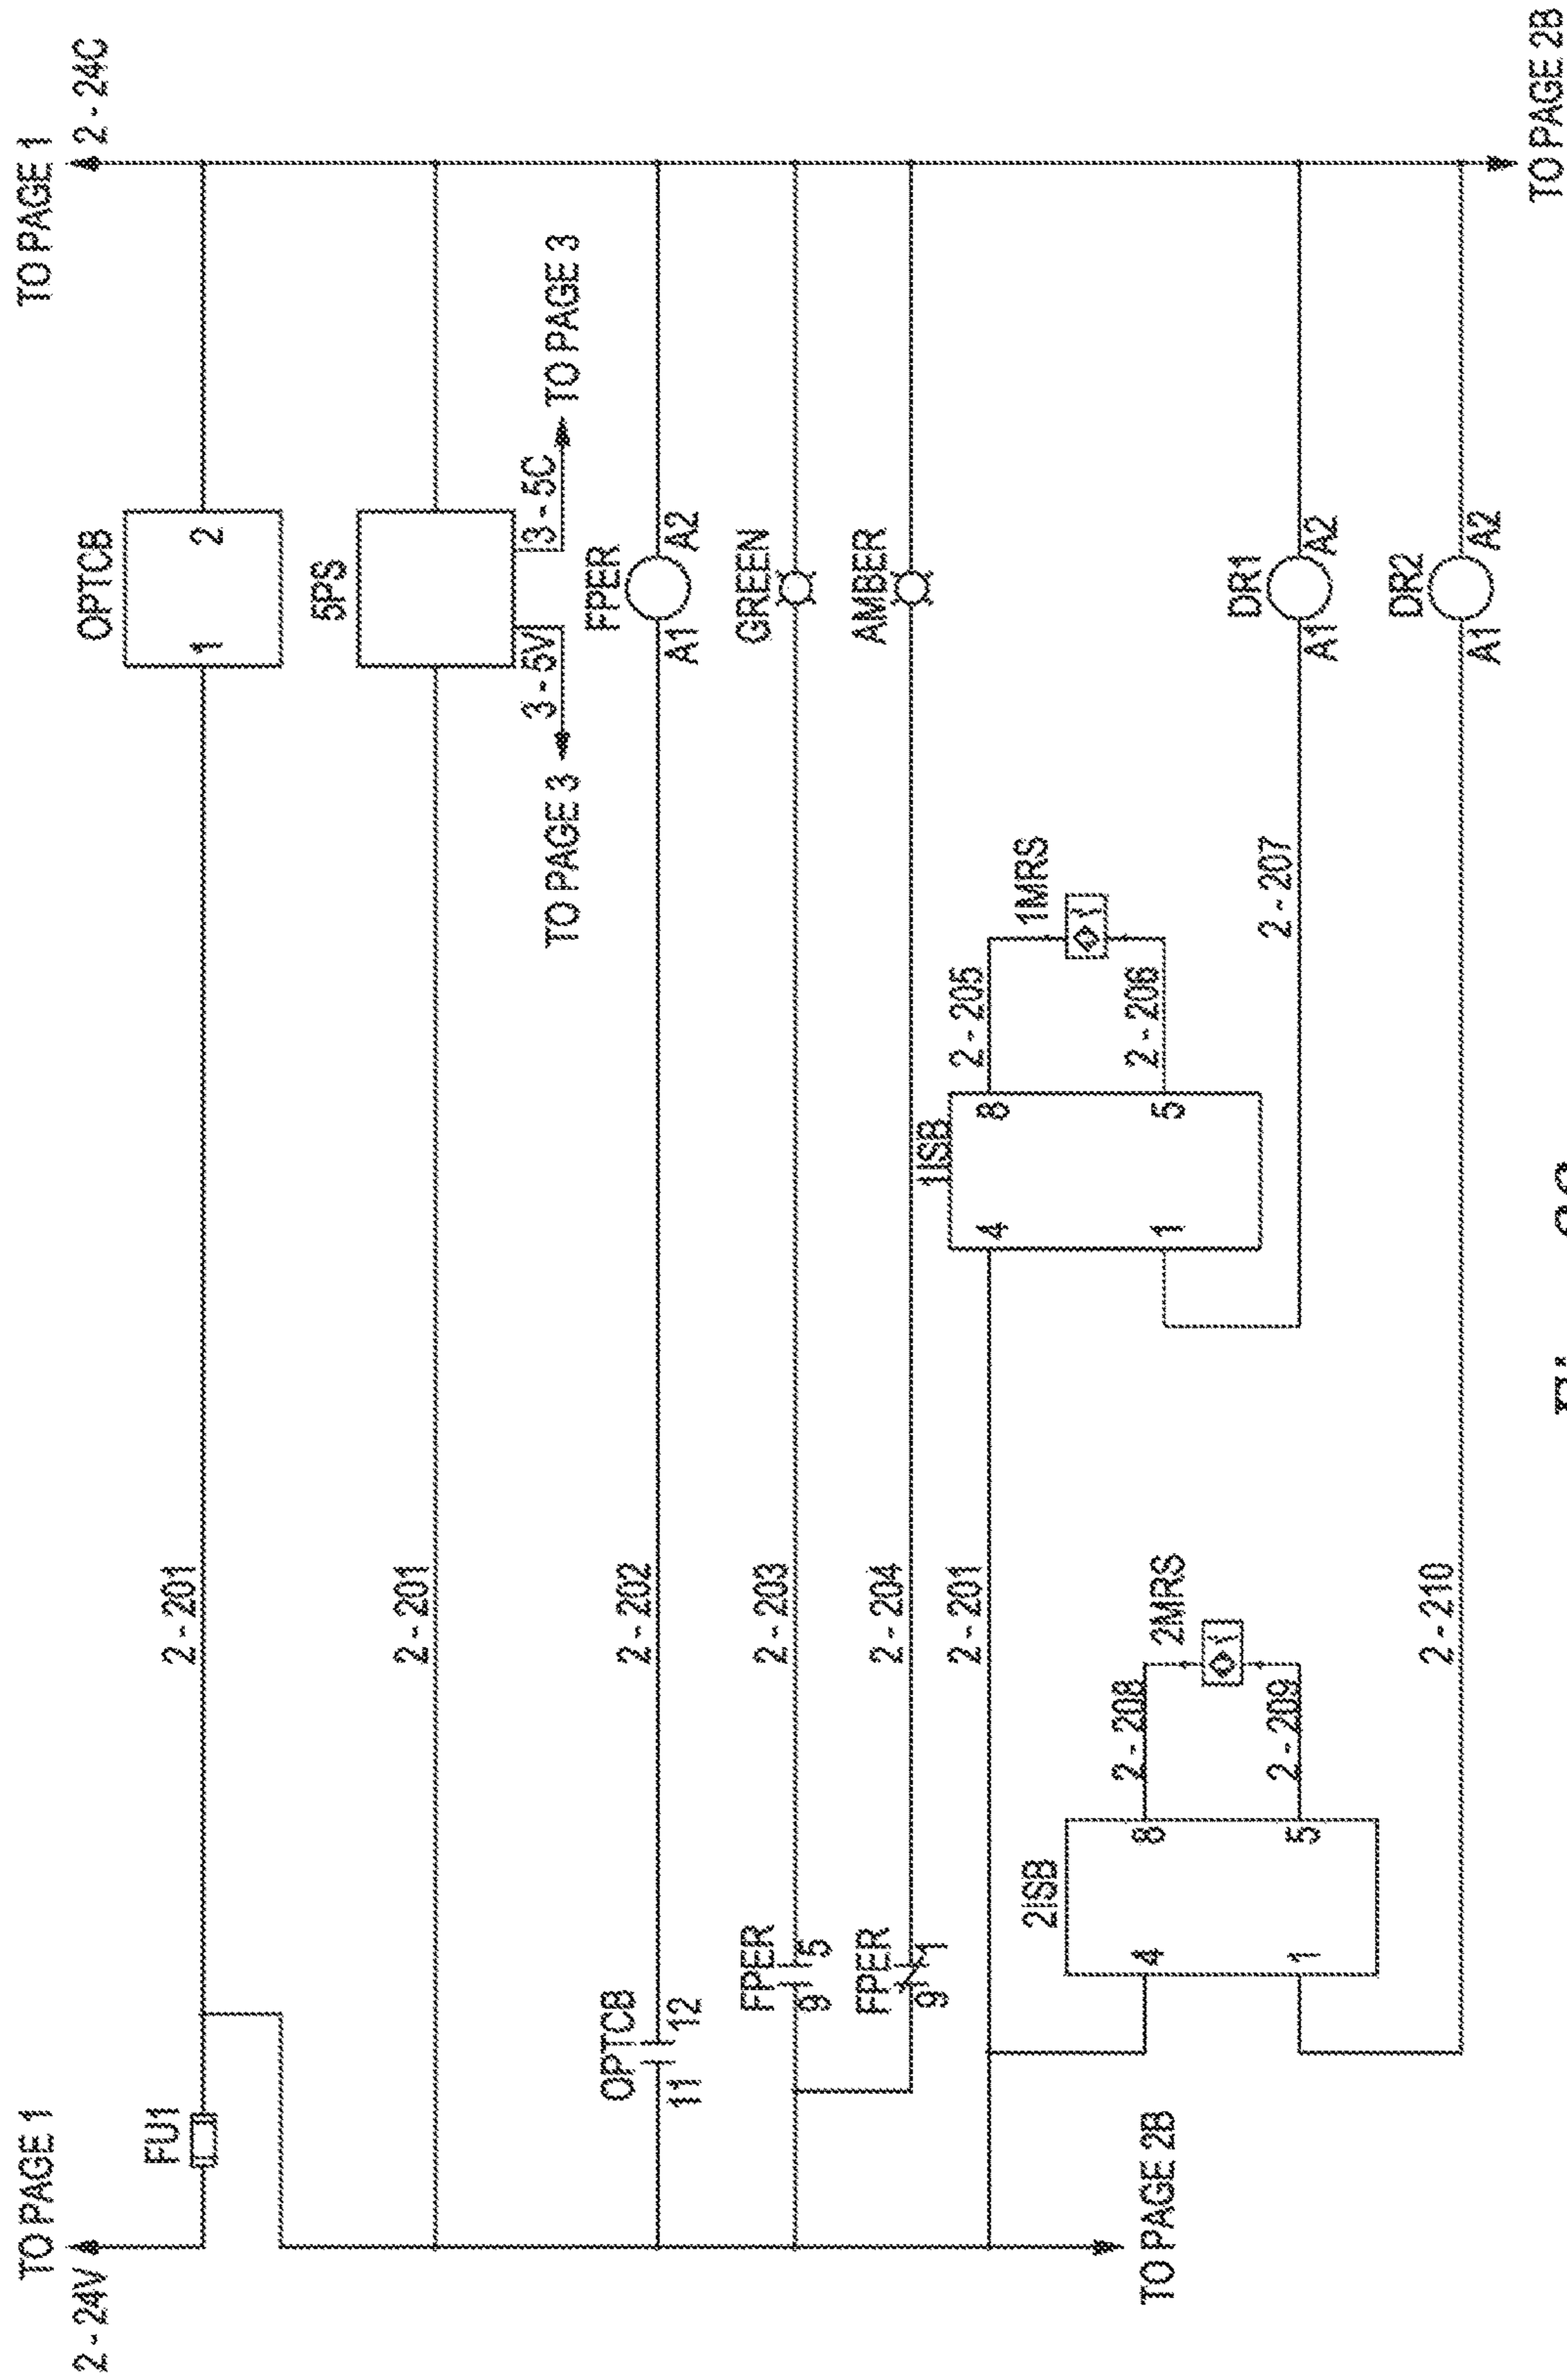 TO PAGE 1
TO PAGE 1
2 - 24V
2 - 24C
FU1
2 - 201
OPTCB
1
2
2 - 201
5PS
3 - 5V
3 - 5C
TO PAGE 3
TO PAGE 3
OPTCB
11
12
2 - 202
FPER
A1
A2
FPER
9
5
2 - 203
GREEN
FPER
9
1
2 - 204
AMBER
2 - 201
1ISB
4
8
1
5
2 - 205
2 - 206
1MRS
2ISB
4
8
1
5
2 - 208
2 - 209
2MRS
2 - 207
DR1
A1
A2
2 - 210
DR2
A1
A2
TO PAGE 2B
TO PAGE 2B